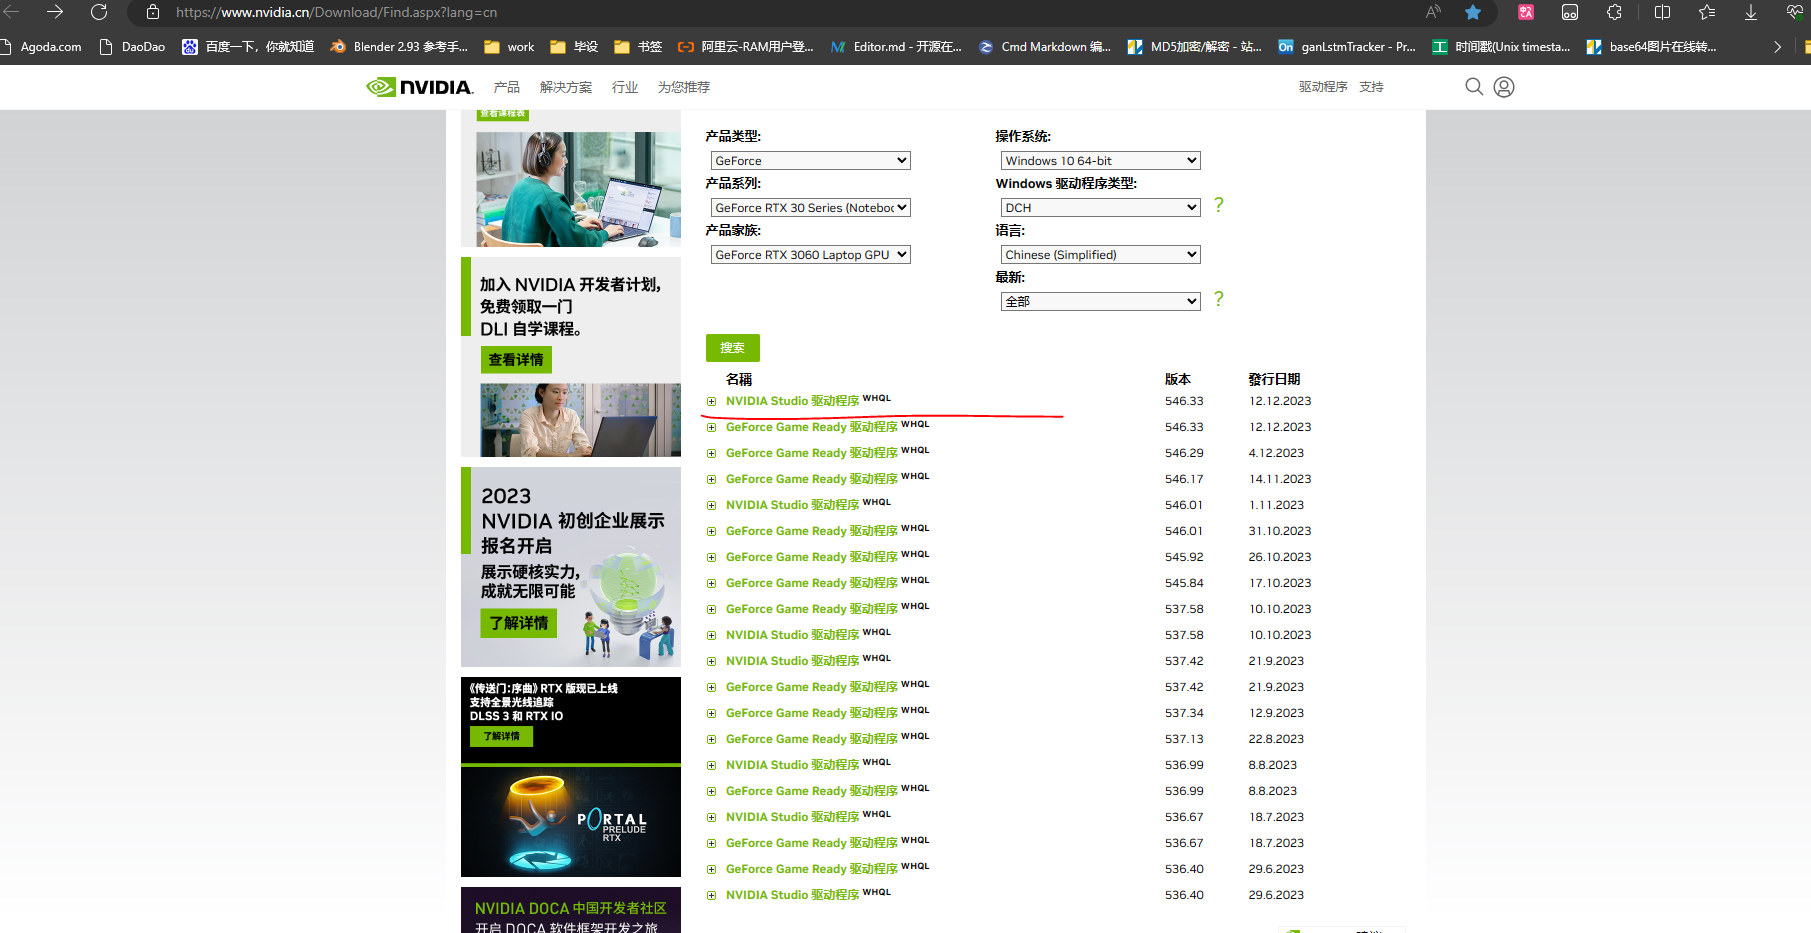 https://www.nvidia.cn/Download/Find.aspx?lang=cn
Agoda.com
DaoDao
百度一下，你就知道
Blender 2.93 参考手...
work
毕设
书签
阿里云-RAM用户登...
Editor.md - 开源在...
Cmd Markdown 编...
MD5加密/解密 - 站...
ganLstmTracker - Pr...
时间戳(Unix timesta...
base64图片在线转...
NVIDIA.
产品
解决方案
行业
为您推荐
驱动程序
支持
查看课程表
加入 NVIDIA 开发者计划,
免费领取一门
DLI 自学课程。
查看详情
2023
NVIDIA 初创企业展示
报名开启
展示硬核实力，
成就无限可能
了解详情
《传送门：序曲》RTX 版现已上线
支持全景光线追踪
DLSS 3 和 RTX IO
了解详情
PORTAL
PRELUDE
RTX
NVIDIA DOCA 中国开发者社区
开启 DOCA 软件框架开发之旅
产品类型:
GeForce
产品系列:
GeForce RTX 30 Series (Noteboo
产品家族:
GeForce RTX 3060 Laptop GPU
操作系统:
Windows 10 64-bit
Windows 驱动程序类型:
DCH
?
语言:
Chinese (Simplified)
最新:
全部
?
搜索
名稱 版本 發行日期
NVIDIA Studio 驱动程序 WHQL 546.33 12.12.2023
GeForce Game Ready 驱动程序 WHQL 546.33 12.12.2023
GeForce Game Ready 驱动程序 WHQL 546.29 4.12.2023
GeForce Game Ready 驱动程序 WHQL 546.17 14.11.2023
NVIDIA Studio 驱动程序 WHQL 546.01 1.11.2023
GeForce Game Ready 驱动程序 WHQL 546.01 31.10.2023
GeForce Game Ready 驱动程序 WHQL 545.92 26.10.2023
GeForce Game Ready 驱动程序 WHQL 545.84 17.10.2023
GeForce Game Ready 驱动程序 WHQL 537.58 10.10.2023
NVIDIA Studio 驱动程序 WHQL 537.58 10.10.2023
NVIDIA Studio 驱动程序 WHQL 537.42 21.9.2023
GeForce Game Ready 驱动程序 WHQL 537.42 21.9.2023
GeForce Game Ready 驱动程序 WHQL 537.34 12.9.2023
GeForce Game Ready 驱动程序 WHQL 537.13 22.8.2023
NVIDIA Studio 驱动程序 WHQL 536.99 8.8.2023
GeForce Game Ready 驱动程序 WHQL 536.99 8.8.2023
NVIDIA Studio 驱动程序 WHQL 536.67 18.7.2023
GeForce Game Ready 驱动程序 WHQL 536.67 18.7.2023
GeForce Game Ready 驱动程序 WHQL 536.40 29.6.2023
NVIDIA Studio 驱动程序 WHQL 536.40 29.6.2023